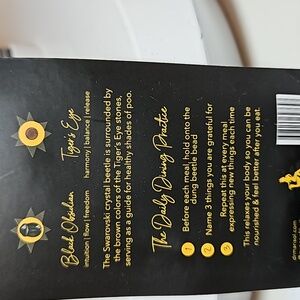 Black Obsidian
intuition | flow | freedom
Tiger's Eye
harmony | balance | release
The Swarovski crystal beetle is surrounded by
the brown colors of the Tiger's Eye stones,
serving as a guide for healthy shades of poo.
The Daily Dining Practice
1 Before each meal, hold onto the
dung beetle bead!
2 Name 3 things you are grateful for
3 Repeat this at every meal
expressing new things each time
This relaxes your body so you can be
nourished & feel better after you eat.